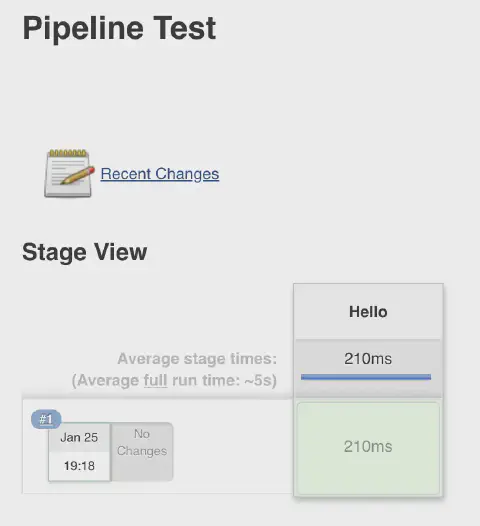 Pipeline Test
Recent Changes
Stage View
Hello
Average stage times:
210ms
(Average full run time: ~5s)
#1
Jan 25
No
Changes
19:18
210ms